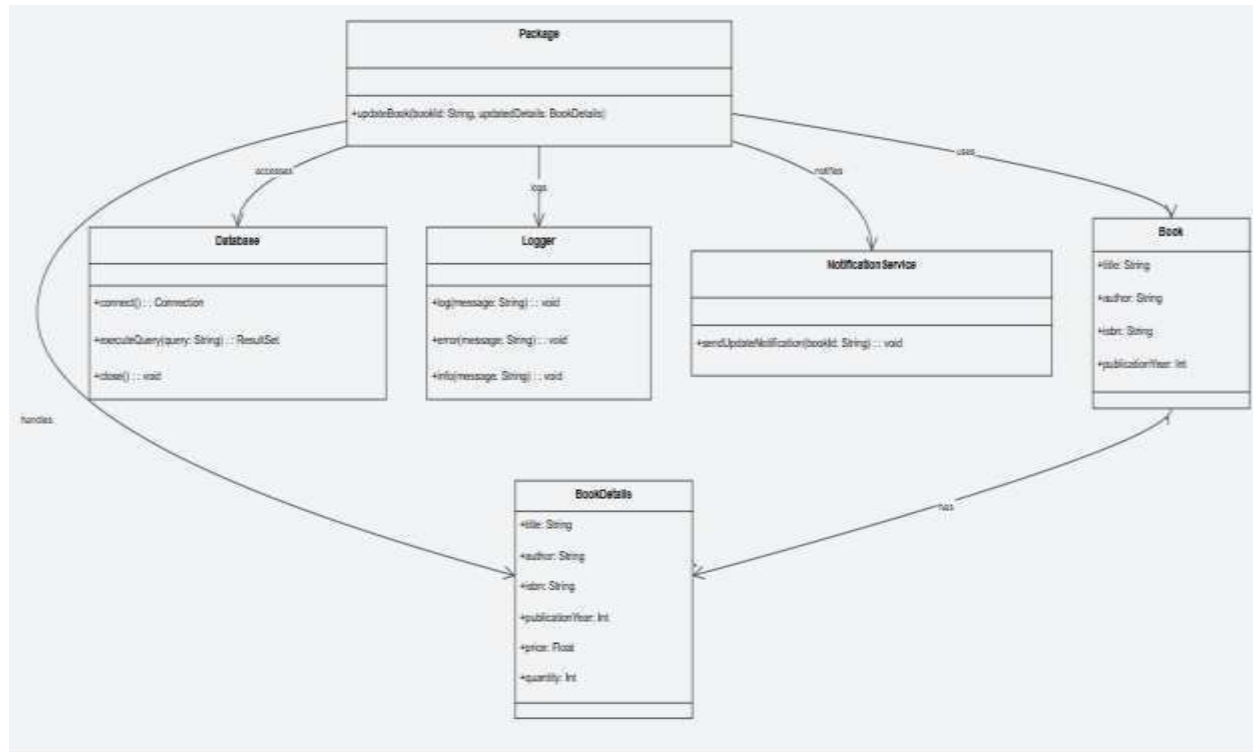 Package
+updateBook(bookId: String, updatedDetails: BookDetails)
accesses
logs
notifies
uses
Database
+connect() : : Connection
+executeQuery(query: String) : : ResultSet
+close() : : void
Logger
+log(message: String) : : void
+error(message: String) : : void
+info(message: String) : : void
NotificationService
+sendUpdateNotification(bookId: String) : : void
Book
+title: String
+author: String
+isbn: String
+publicationYear: Int
handles
1
has
BookDetails
+title: String
+author: String
+isbn: String
+publicationYear: Int
+price: Float
+quantity: Int